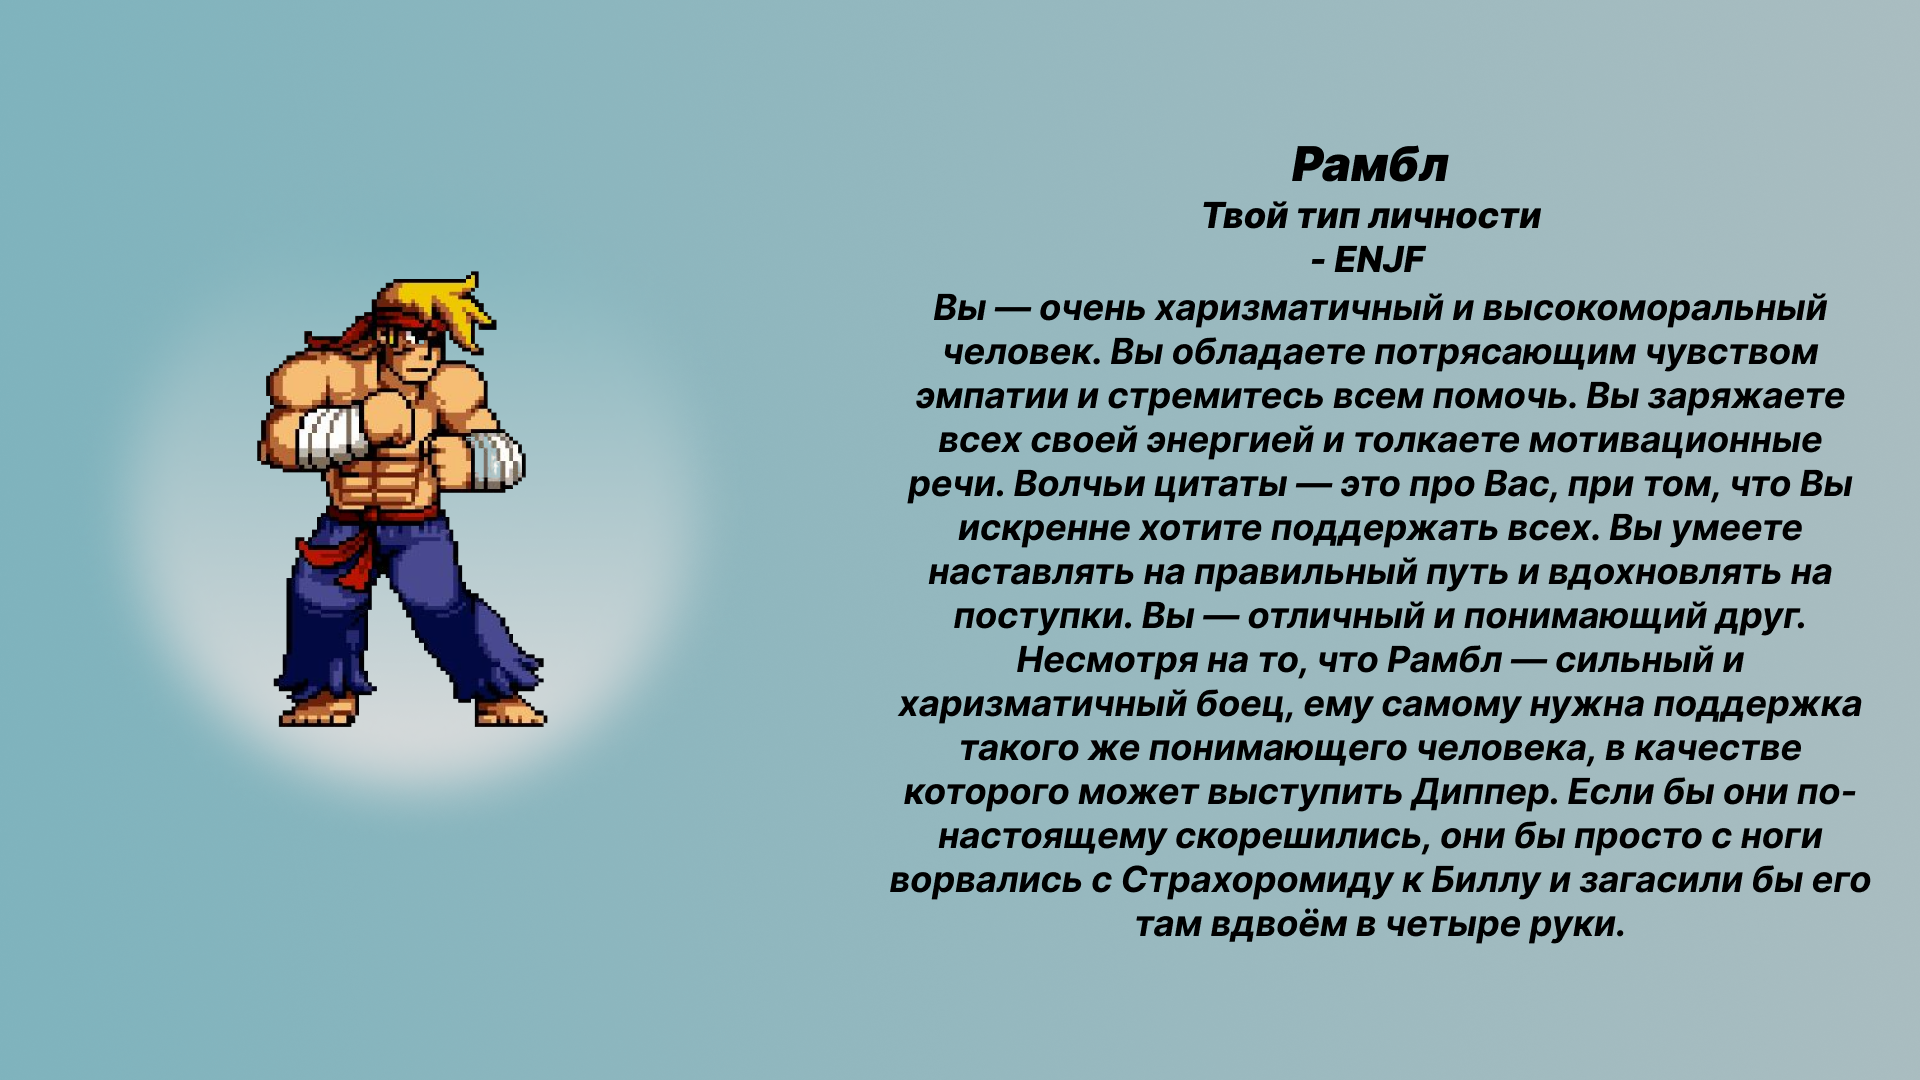 Рамбл
Твой тип личности
- ENJF
Вы — очень харизматичный и высокоморальный
человек. Вы обладаете потрясающим чувством
эмпатии и стремитесь всем помочь. Вы заряжаете
всех своей энергией и толкаете мотивационные
речи. Волчьи цитаты — это про Вас, при том, что Вы
искренне хотите поддержать всех. Вы умеете
наставлять на правильный путь и вдохновлять на
поступки. Вы — отличный и понимающий друг.
Несмотря на то, что Рамбл — сильный и
харизматичный боец, ему самому нужна поддержка
такого же понимающего человека, в качестве
которого может выступить Диппер. Если бы они по-
настоящему скорешились, они бы просто с ноги
ворвались с Страхоромиду к Биллу и загасили бы его
там вдвоём в четыре руки.